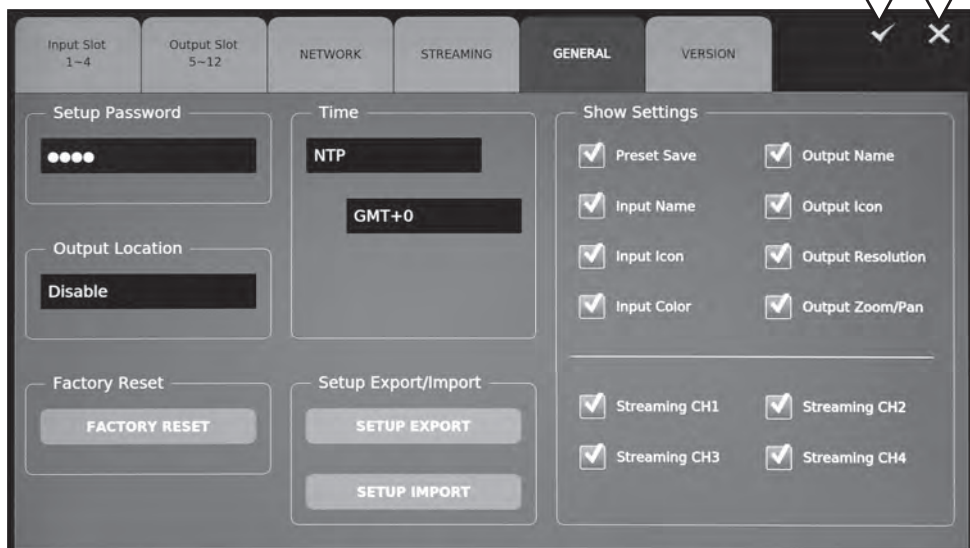 Input Slot
1~4
Output Slot
5~12
NETWORK
STREAMING
GENERAL
VERSION
Setup Password
Time
NTP
GMT+0
Output Location
Disable
Factory Reset
FACTORY RESET
Setup Export/Import
SETUP EXPORT
SETUP IMPORT
Show Settings
Preset Save
Output Name
Input Name
Output Icon
Input Icon
Output Resolution
Input Color
Output Zoom/Pan
Streaming CH1
Streaming CH2
Streaming CH3
Streaming CH4